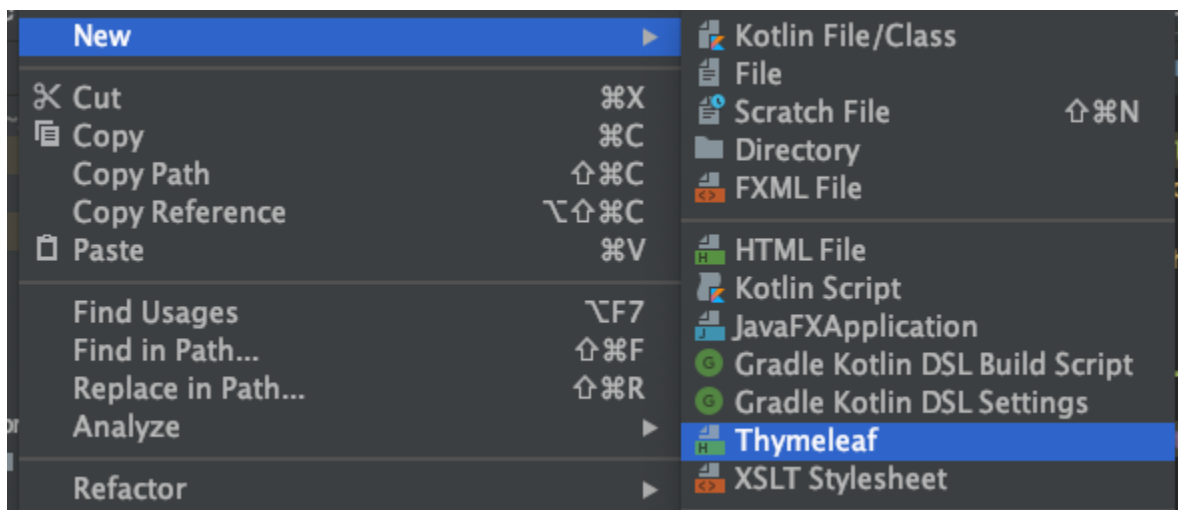 New
Cut ⌘X
Copy ⌘C
Copy Path ⇧⌘C
Copy Reference ⌥⇧⌘C
Paste ⌘V
Find Usages ⌥F7
Find in Path... ⇧⌘F
Replace in Path... ⇧⌘R
Analyze
Refactor
Kotlin File/Class
File
Scratch File ⇧⌘N
Directory
FXML File
HTML File
Kotlin Script
JavaFXApplication
Gradle Kotlin DSL Build Script
Gradle Kotlin DSL Settings
Thymeleaf
XSLT Stylesheet